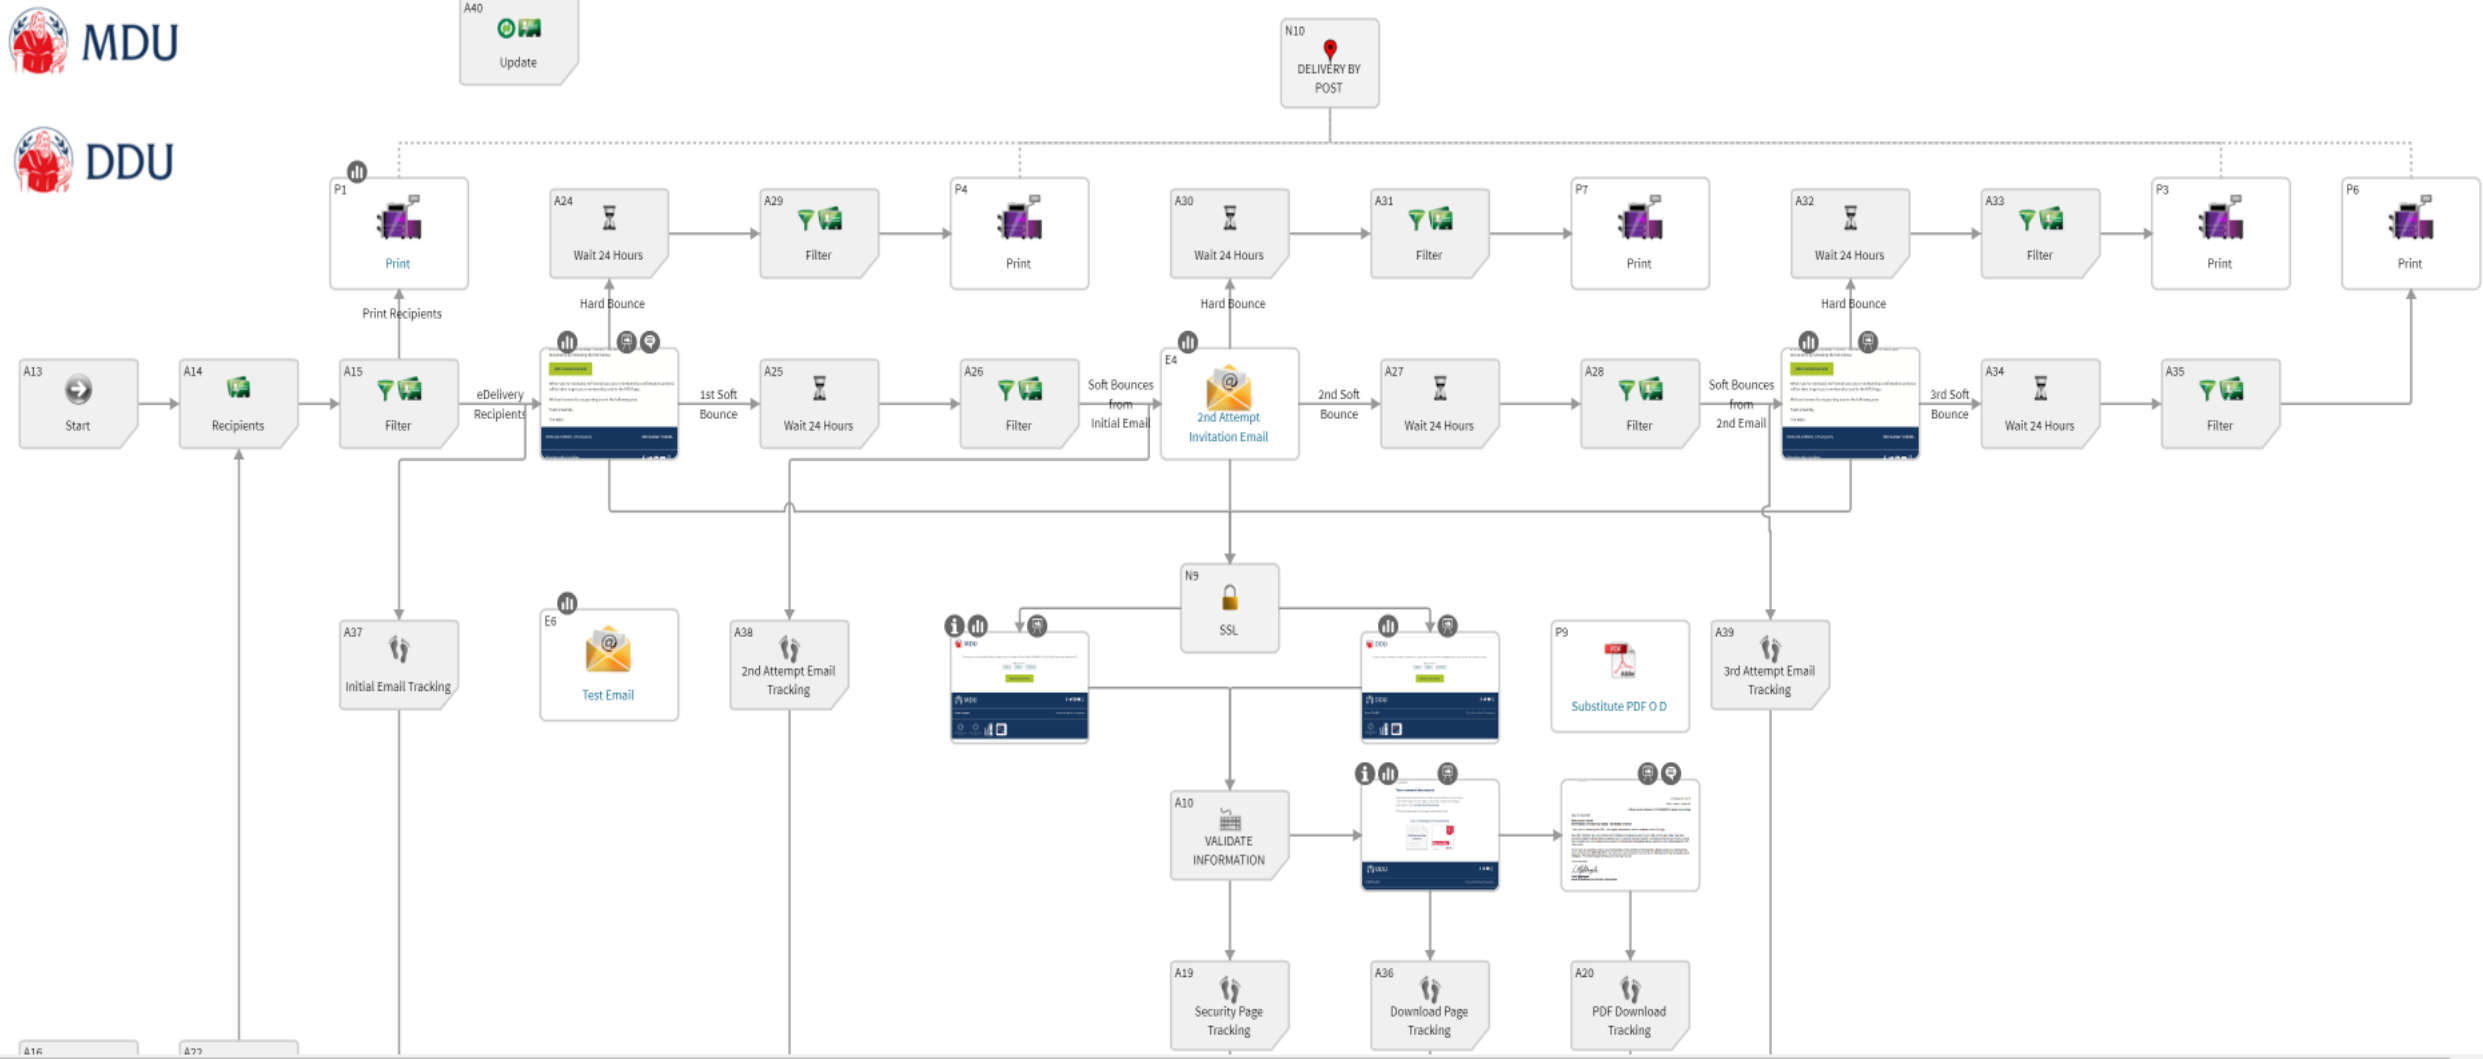 A40
Update
MDU
N10
DELIVERY BY
POST
DDU
P1
Print
Print Recipients
A24
Wait 24 Hours
Hard Bounce
A29
Filter
P4
Print
A30
Wait 24 Hours
Hard Bounce
A31
Filter
P7
Print
A32
Wait 24 Hours
Hard Bounce
A33
Filter
P3
Print
P6
Print
A13
Start
A14
Recipients
A15
Filter
eDelivery
Recipients
1st Soft
Bounce
A25
Wait 24 Hours
A26
Filter
Soft Bounces
from
Initial Email
E4
2nd Attempt
Invitation Email
2nd Soft
Bounce
A27
Wait 24 Hours
A28
Filter
Soft Bounces
from
2nd Email
3rd Soft
Bounce
A34
Wait 24 Hours
A35
Filter
A37
Initial Email Tracking
E6
Test Email
A38
2nd Attempt Email
Tracking
N9
SSL
MDU
MDU
DDU
DDU
P9
PDF
Adobe
Substitute PDF O D
A39
3rd Attempt Email
Tracking
A10
VALIDATE
INFORMATION
MDU
A19
Security Page
Tracking
A36
Download Page
Tracking
A20
PDF Download
Tracking
A16
A22